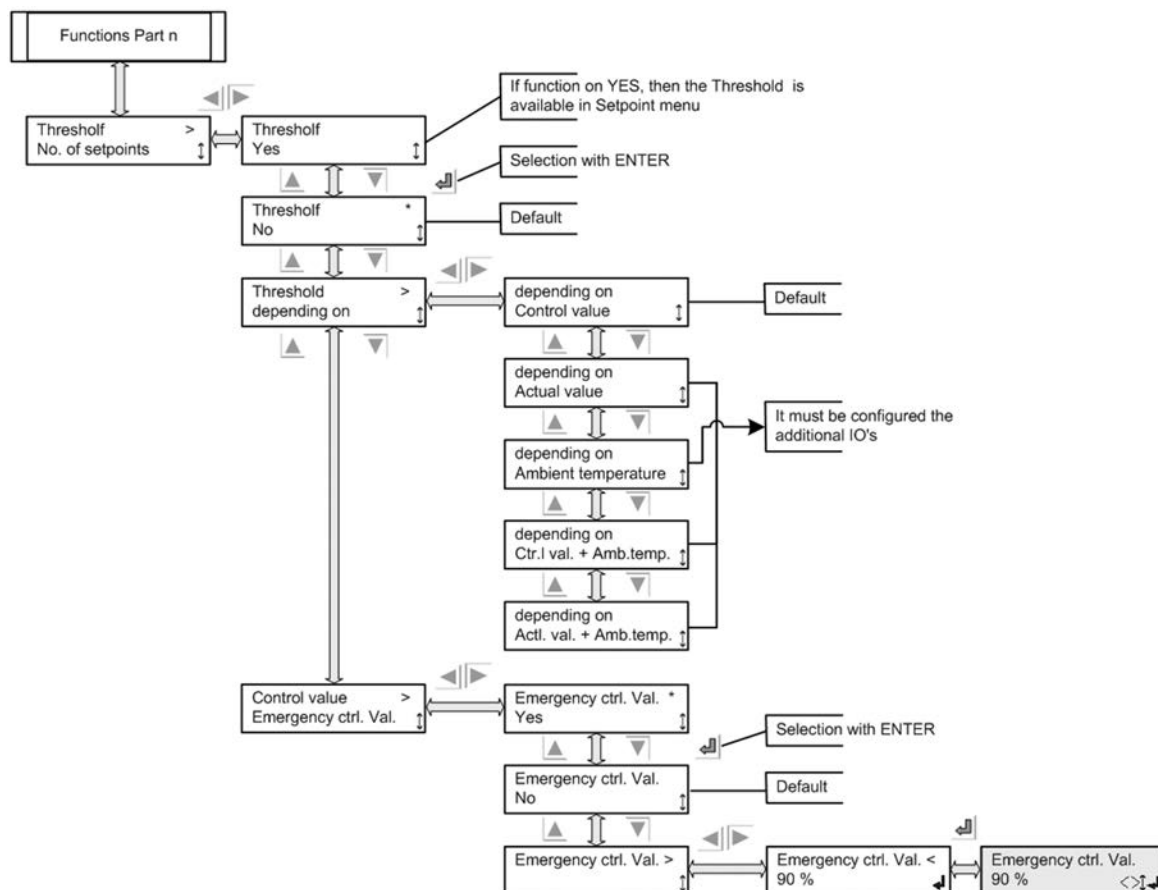 Functions Part n
If function on YES, then the Threshold is
available in Setpoint menu
Thresholf >
No. of setpoints
Thresholf
Yes
Selection with ENTER
Thresholf *
No
Default
Threshold >
depending on
depending on
Control value
Default
depending on
Actual value
It must be configured the
additional IO's
depending on
Ambient temperature
depending on
Ctr.l val. + Amb.temp.
depending on
Actl. val. + Amb.temp.
Control value >
Emergency ctrl. Val.
Emergency ctrl. Val. *
Yes
Selection with ENTER
Emergency ctrl. Val.
No
Default
Emergency ctrl. Val. >
Emergency ctrl. Val. <
90 %
Emergency ctrl. Val.
90 % <>